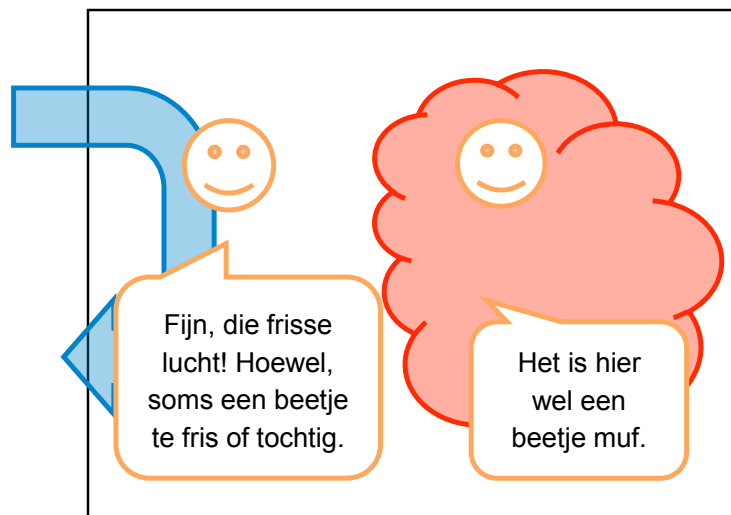 Fijn, die frisse
lucht! Hoewel,
soms een beetje
te fris of tochtig.
Het is hier
wel een
beetje muf.